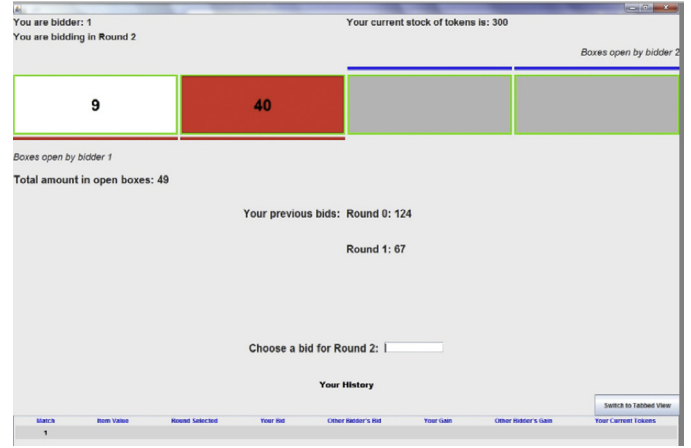 You are bidder: 1
Your current stock of tokens is: 300
You are bidding in Round 2
Boxes open by bidder 2
9
40
Boxes open by bidder 1
Total amount in open boxes: 49
Your previous bids: Round 0: 124
Round 1: 67
Choose a bid for Round 2:
Your History
Switch to Tabbed View
Match Item Value Round Selected Your Bid Other Bidder's Bid Your Gain Other Bidder's Gain Your Current Tokens
1